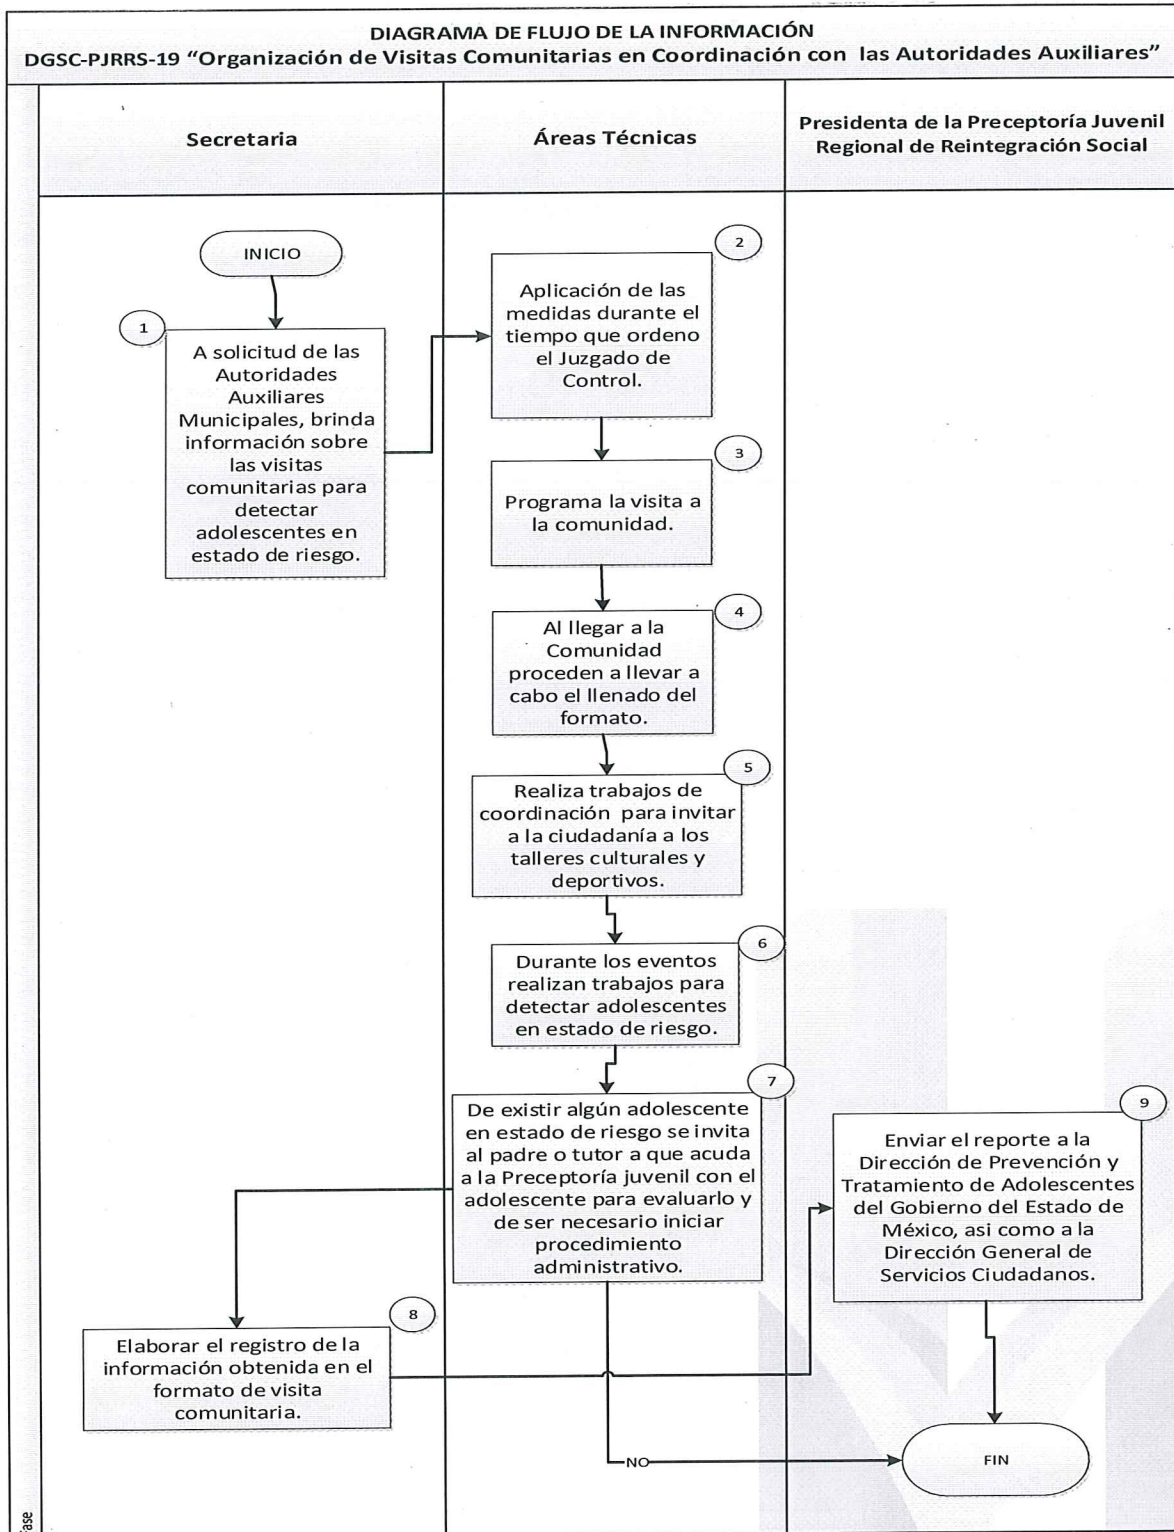 DIAGRAMA DE FLUJO DE LA INFORMACIÓN
DGSC-PJRRS-19 “Organización de Visitas Comunitarias en Coordinación con las Autoridades Auxiliares”
Secretaria
Áreas Técnicas
Presidenta de la Preceptoría Juvenil
Regional de Reintegración Social
INICIO
1
A solicitud de las
Autoridades
Auxiliares
Municipales, brinda
información sobre
las visitas
comunitarias para
detectar
adolescentes en
estado de riesgo.
2
Aplicación de las
medidas durante el
tiempo que ordeno
el Juzgado de
Control.
3
Programa la visita a
la comunidad.
4
Al llegar a la
Comunidad
proceden a llevar a
cabo el llenado del
formato.
5
Realiza trabajos de
coordinación para invitar
a la ciudadanía a los
talleres culturales y
deportivos.
6
Durante los eventos
realizan trabajos para
detectar adolescentes
en estado de riesgo.
7
De existir algún adolescente
en estado de riesgo se invita
al padre o tutor a que acuda
a la Preceptoría juvenil con el
adolescente para evaluarlo y
de ser necesario iniciar
procedimiento
administrativo.
8
Elaborar el registro de la
información obtenida en el
formato de visita
comunitaria.
9
Enviar el reporte a la
Dirección de Prevención y
Tratamiento de Adolescentes
del Gobierno del Estado de
México, asi como a la
Dirección General de
Servicios Ciudadanos.
NO
FIN